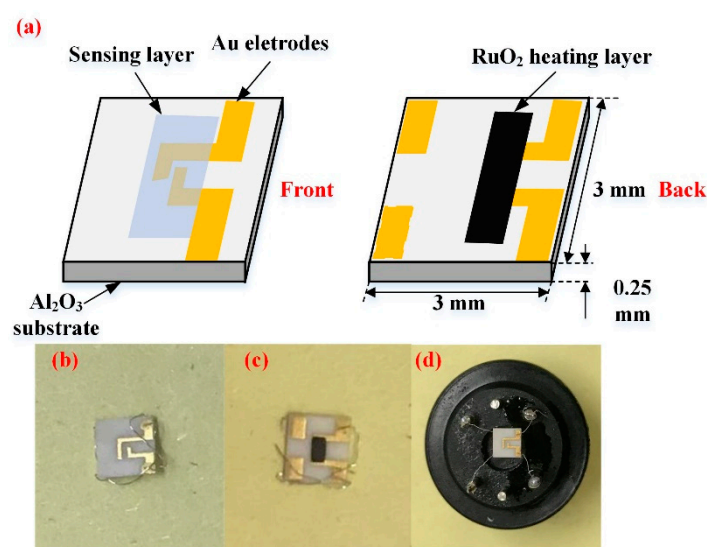 (a)
Au eletrodes
Sensing layer
RuO₂ heating layer
Front
3 mm
Back
Al₂O₃
substrate
3 mm
0.25
mm
(b)
(c)
(d)